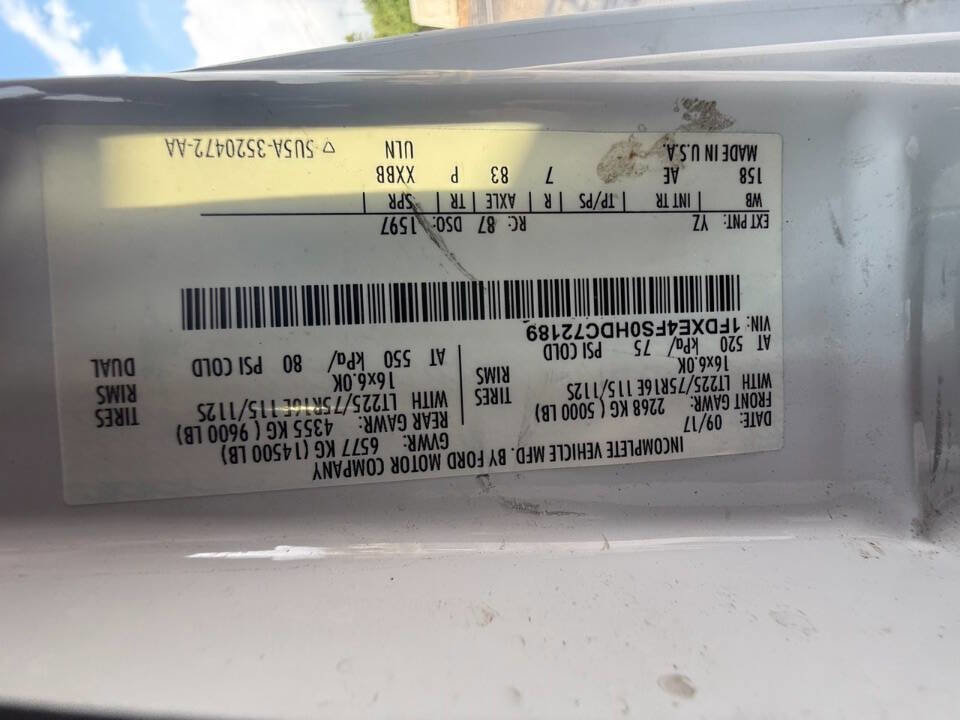 INCOMPLETE VEHICLE MFD. BY FORD MOTOR COMPANY
DATE: 09/17 GVWR: 6577 KG (14500 LB)
FRONT GAWR: 2268 KG (5000 LB) REAR GAWR: 4355 KG (9600 LB)
WITH LT225/75R16E 115/112S TIRES WITH LT225/75R16E 115/112S TIRES
16x6.0K RIMS 16x6.0K RIMS
AT 520 kPa/ 75 PSI COLD AT 550 kPa/ 80 PSI COLD DUAL
VIN: 1FDXE4FS0HDC72189
EXT PNT: YZ RC: 87 DSO: 1597
WB INT TR TP/PS R AXLE TR SPR
158 AE 7 83 P XXBB
MADE IN U.S.A. ULN ▽ 5U5A-3520472-AA